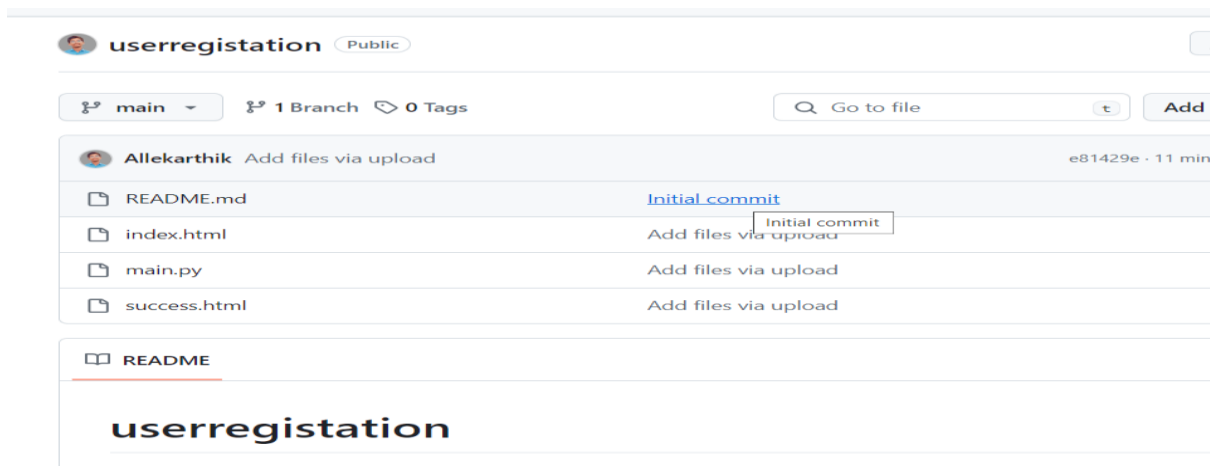 userregistation Public
main 1 Branch 0 Tags Go to file t Add
Allekarthik Add files via upload e81429e · 11 min
README.md Initial commit
Initial commit
index.html Add files via upload
main.py Add files via upload
success.html Add files via upload
README
userregistation